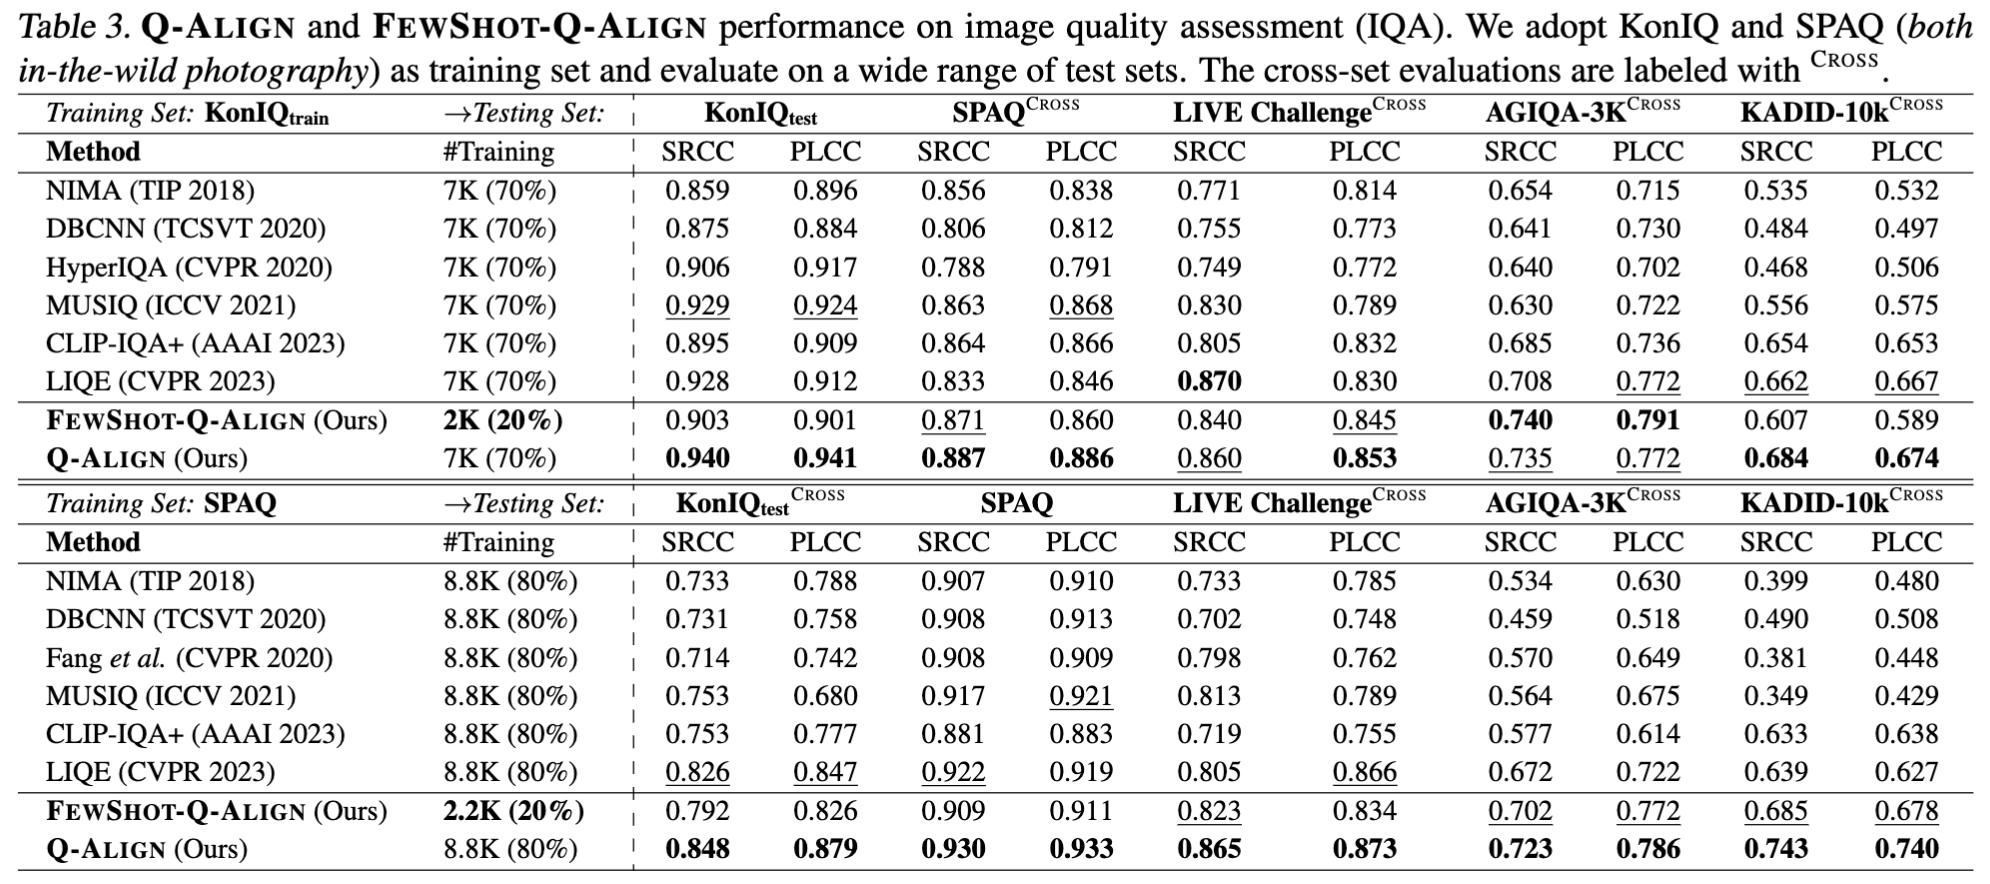 Table 3. Q-ALIGN and FEWSHOT-Q-ALIGN performance on image quality assessment (IQA). We adopt KonIQ and SPAQ (both
in-the-wild photography) as training set and evaluate on a wide range of test sets. The cross-set evaluations are labeled with CROSS.
Training Set: KonIQtrain →Testing Set: KonIQtest SPAQCROSS LIVE ChallengeCROSS AGIQA-3KCROSS KADID-10kCROSS
Method #Training SRCC PLCC SRCC PLCC SRCC PLCC SRCC PLCC SRCC PLCC
NIMA (TIP 2018) 7K (70%) 0.859 0.896 0.856 0.838 0.771 0.814 0.654 0.715 0.535 0.532
DBCNN (TCSVT 2020) 7K (70%) 0.875 0.884 0.806 0.812 0.755 0.773 0.641 0.730 0.484 0.497
HyperIQA (CVPR 2020) 7K (70%) 0.906 0.917 0.788 0.791 0.749 0.772 0.640 0.702 0.468 0.506
MUSIQ (ICCV 2021) 7K (70%) 0.929 0.924 0.863 0.868 0.830 0.789 0.630 0.722 0.556 0.575
CLIP-IQA+ (AAAI 2023) 7K (70%) 0.895 0.909 0.864 0.866 0.805 0.832 0.685 0.736 0.654 0.653
LIQE (CVPR 2023) 7K (70%) 0.928 0.912 0.833 0.846 0.870 0.830 0.708 0.772 0.662 0.667
FEWSHOT-Q-ALIGN (Ours) 2K (20%) 0.903 0.901 0.871 0.860 0.840 0.845 0.740 0.791 0.607 0.589
Q-ALIGN (Ours) 7K (70%) 0.940 0.941 0.887 0.886 0.860 0.853 0.735 0.772 0.684 0.674
Training Set: SPAQ →Testing Set: KonIQtestCROSS SPAQ LIVE ChallengeCROSS AGIQA-3KCROSS KADID-10kCROSS
Method #Training SRCC PLCC SRCC PLCC SRCC PLCC SRCC PLCC SRCC PLCC
NIMA (TIP 2018) 8.8K (80%) 0.733 0.788 0.907 0.910 0.733 0.785 0.534 0.630 0.399 0.480
DBCNN (TCSVT 2020) 8.8K (80%) 0.731 0.758 0.908 0.913 0.702 0.748 0.459 0.518 0.490 0.508
Fang et al. (CVPR 2020) 8.8K (80%) 0.714 0.742 0.908 0.909 0.798 0.762 0.570 0.649 0.381 0.448
MUSIQ (ICCV 2021) 8.8K (80%) 0.753 0.680 0.917 0.921 0.813 0.789 0.564 0.675 0.349 0.429
CLIP-IQA+ (AAAI 2023) 8.8K (80%) 0.753 0.777 0.881 0.883 0.719 0.755 0.577 0.614 0.633 0.638
LIQE (CVPR 2023) 8.8K (80%) 0.826 0.847 0.922 0.919 0.805 0.866 0.672 0.722 0.639 0.627
FEWSHOT-Q-ALIGN (Ours) 2.2K (20%) 0.792 0.826 0.909 0.911 0.823 0.834 0.702 0.772 0.685 0.678
Q-ALIGN (Ours) 8.8K (80%) 0.848 0.879 0.930 0.933 0.865 0.873 0.723 0.786 0.743 0.740